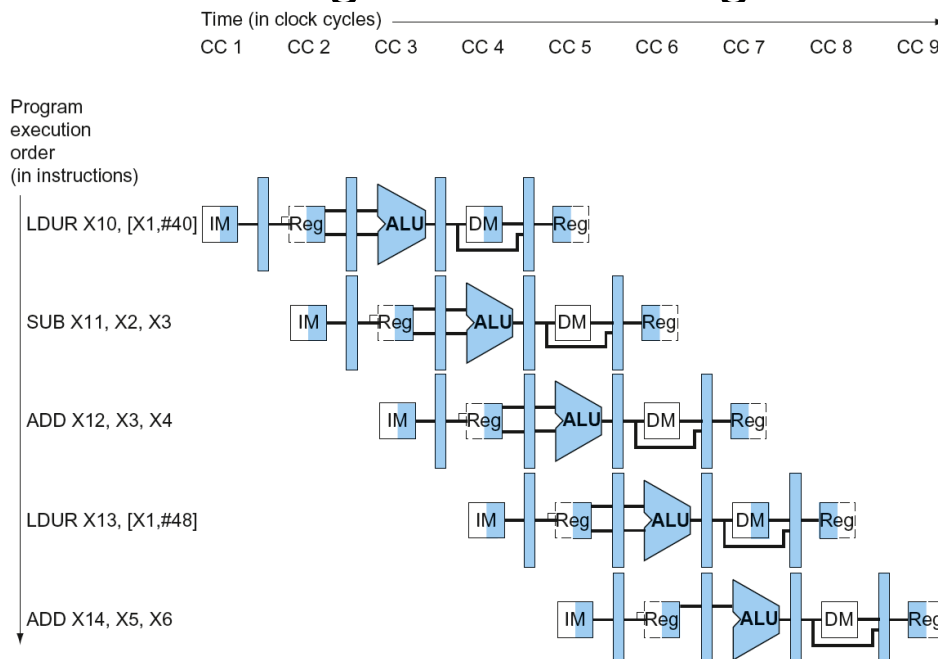 Time (in clock cycles)
CC 1 CC 2 CC 3 CC 4 CC 5 CC 6 CC 7 CC 8 CC 9
Program
execution
order
(in instructions)
LDUR X10, [X1,#40] IM Reg ALU DM Reg
SUB X11, X2, X3 IM Reg ALU DM Reg
ADD X12, X3, X4 IM Reg ALU DM Reg
LDUR X13, [X1,#48] IM Reg ALU DM Reg
ADD X14, X5, X6 IM Reg ALU DM Reg